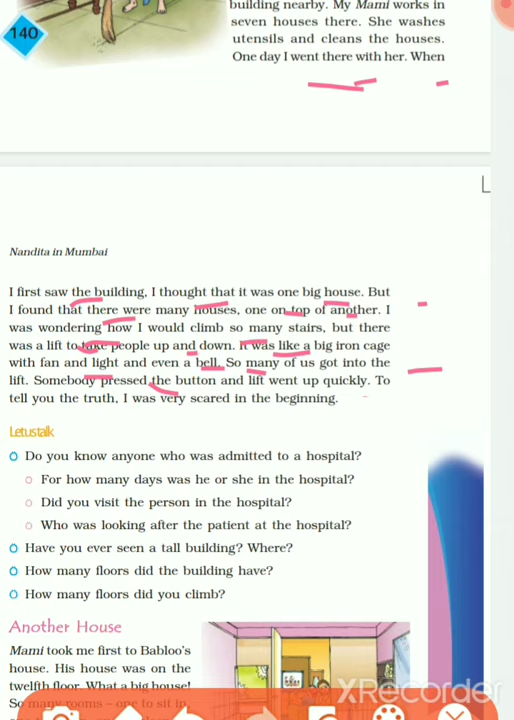 building nearby. My Mami works in
seven houses there. She washes
utensils and cleans the houses.
One day I went there with her. When
140
Nandita in Mumbai
I first saw the building, I thought that it was one big house. But
I found that there were many houses, one on top of another. I
was wondering how I would climb so many stairs, but there
was a lift to take people up and down. It was like a big iron cage
with fan and light and even a bell. So many of us got into the
lift. Somebody pressed the button and lift went up quickly. To
tell you the truth, I was very scared in the beginning.
Letustalk
Do you know anyone who was admitted to a hospital?
For how many days was he or she in the hospital?
Did you visit the person in the hospital?
Who was looking after the patient at the hospital?
Have you ever seen a tall building? Where?
How many floors did the building have?
How many floors did you climb?
Another House
Mami took me first to Babloo's
house. His house was on the
twelfth floor. What a big house!
So many rooms – one to sit in,
XRecorder